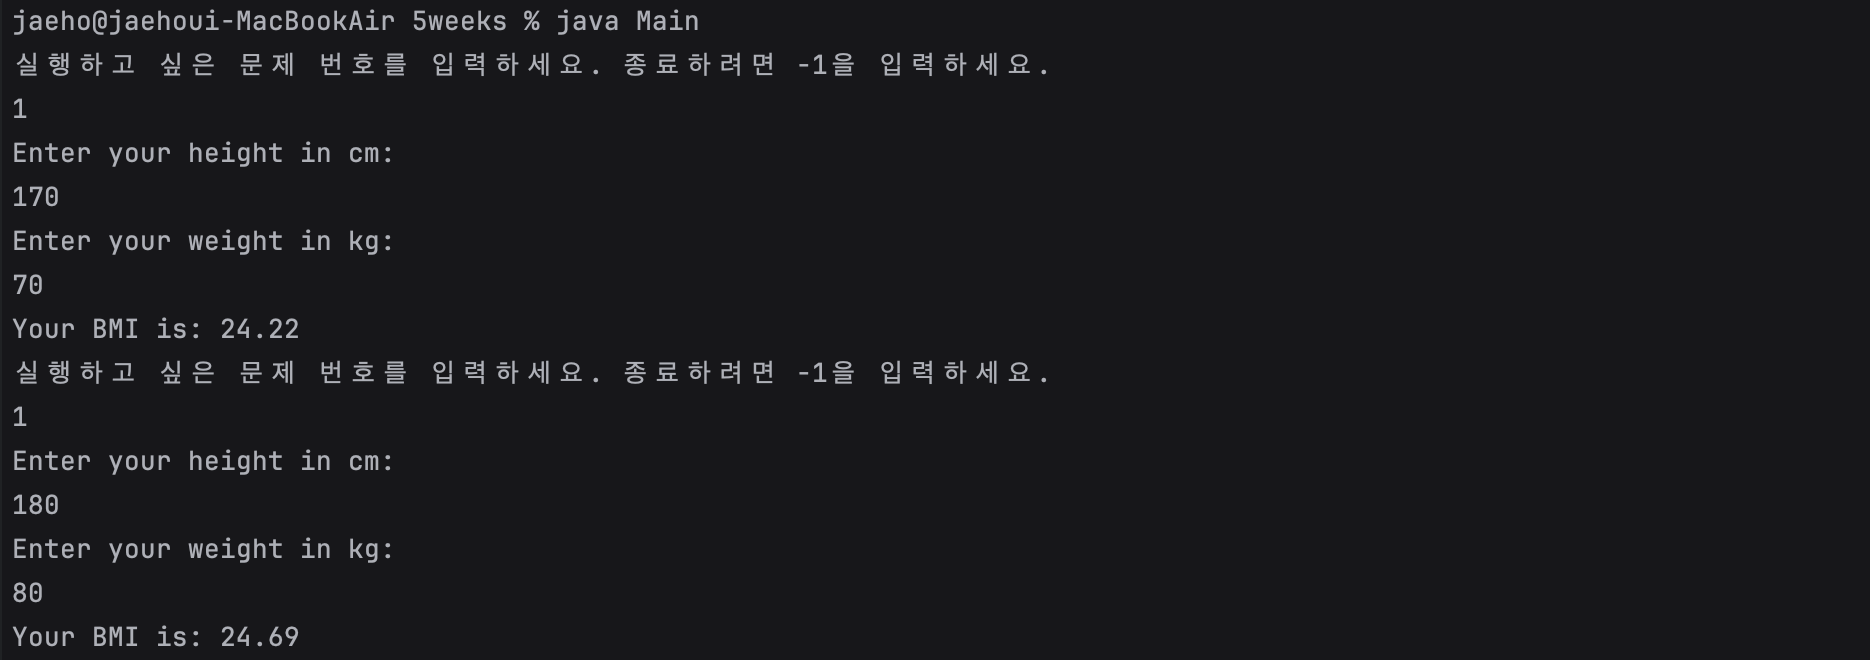 jaeho@jaehoui-MacBookAir 5weeks % java Main
실행하고 싶은 문제 번호를 입력하세요. 종료하려면 -1을 입력하세요.
1
Enter your height in cm:
170
Enter your weight in kg:
70
Your BMI is: 24.22
실행하고 싶은 문제 번호를 입력하세요. 종료하려면 -1을 입력하세요.
1
Enter your height in cm:
180
Enter your weight in kg:
80
Your BMI is: 24.69